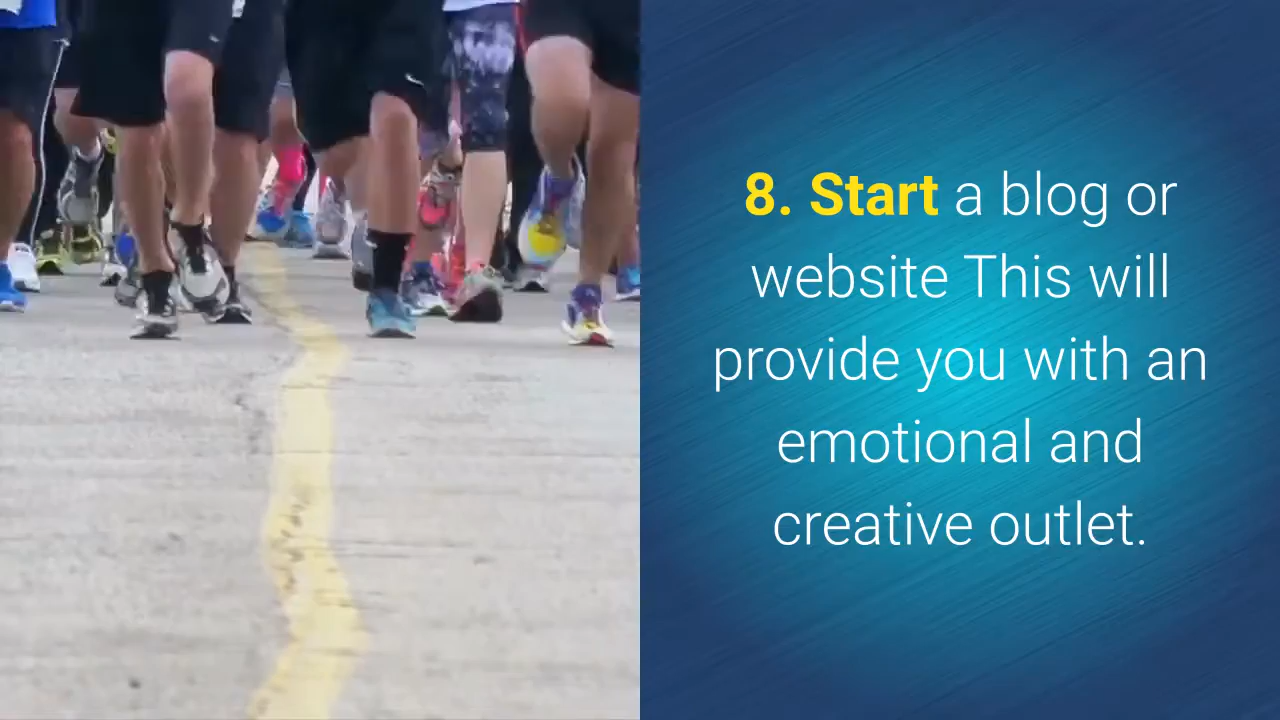 8. Start a blog or
website This will
provide you with an
emotional and
creative outlet.